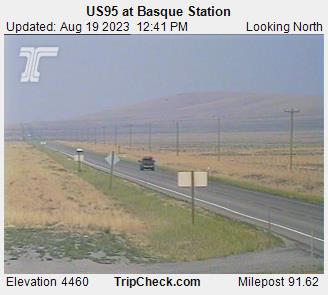 US95 at Basque Station
Updated: Aug 19 2023 12:41 PM Looking North
Elevation 4460 TripCheck.com Milepost 91.62